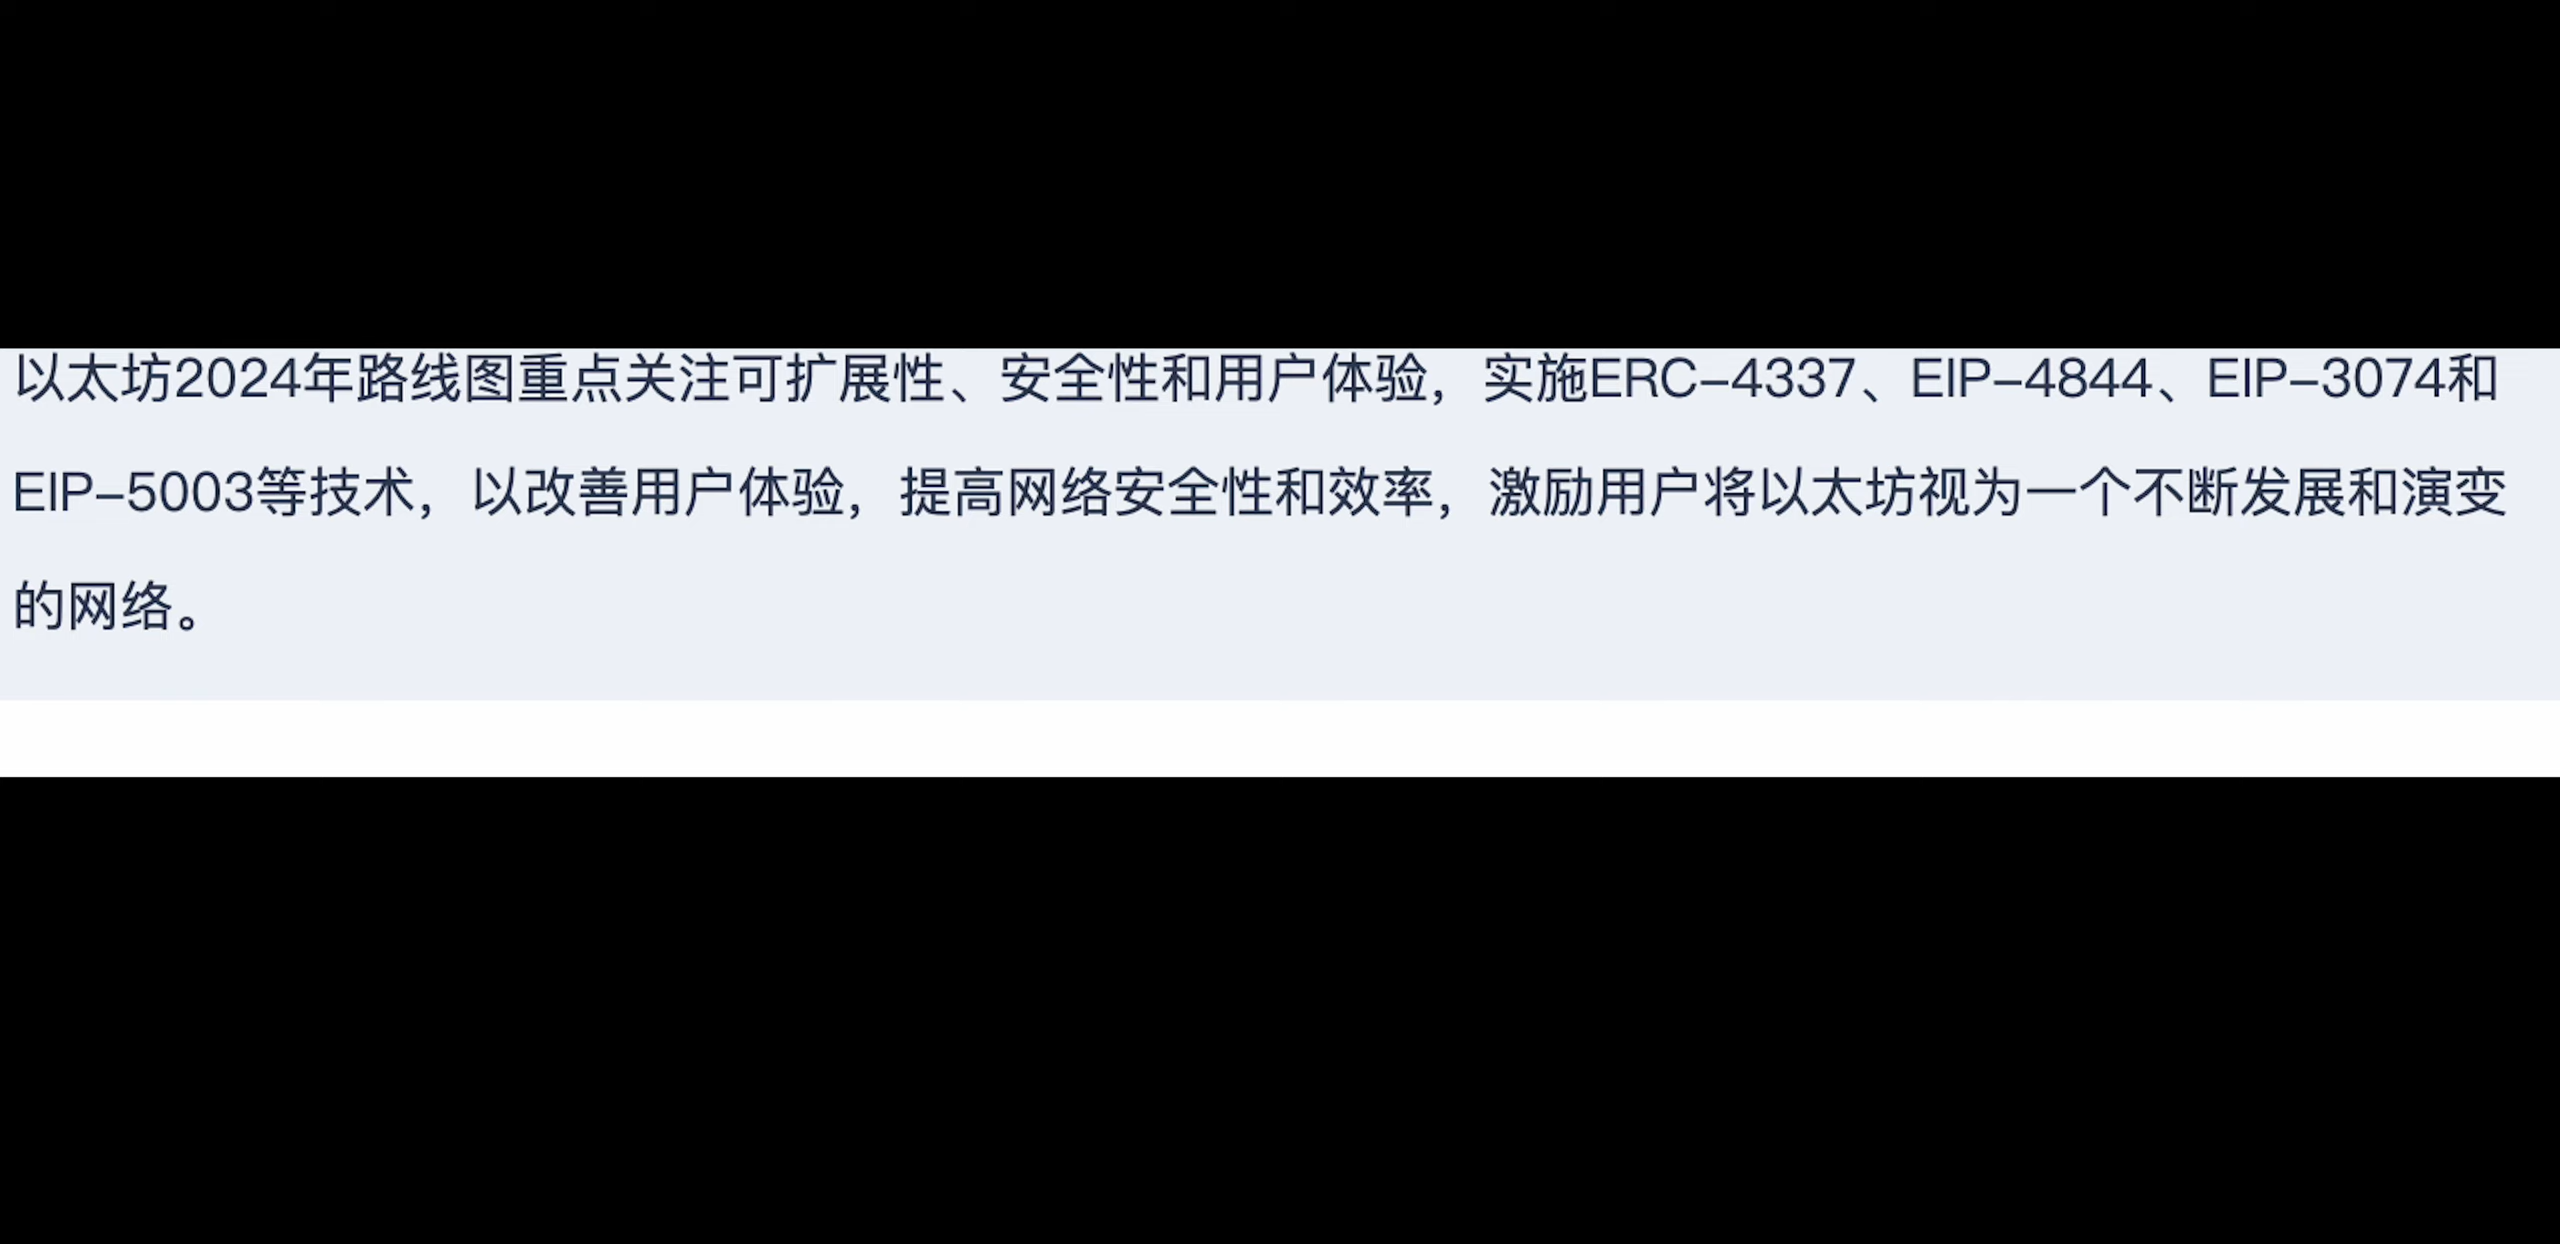 以太坊2024年路线图重点关注可扩展性、安全性和用户体验，实施ERC-4337、EIP-4844、EIP-3074和
EIP-5003等技术，以改善用户体验，提高网络安全性和效率，激励用户将以太坊视为一个不断发展和演变
的网络。